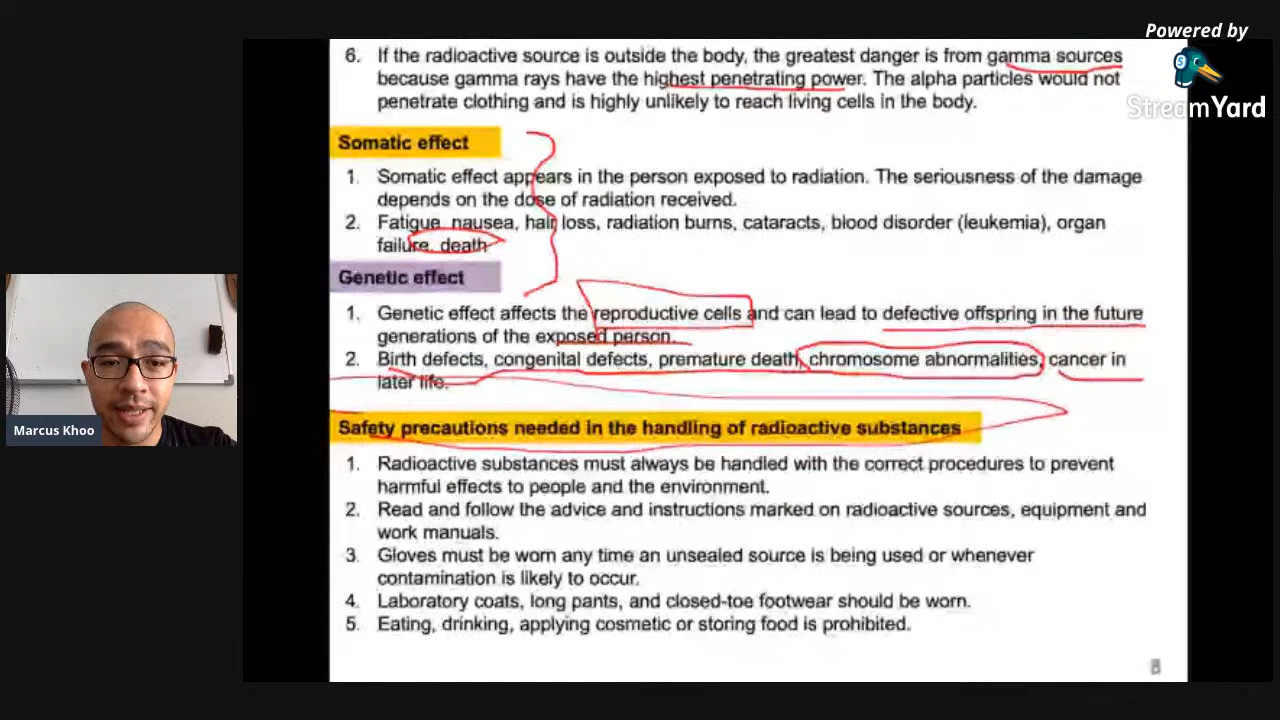 Powered by
StreamYard
6. If the radioactive source is outside the body, the greatest danger is from gamma sources
because gamma rays have the highest penetrating power. The alpha particles would not
penetrate clothing and is highly unlikely to reach living cells in the body.
Somatic effect
1. Somatic effect appears in the person exposed to radiation. The seriousness of the damage
depends on the dose of radiation received.
2. Fatigue, nausea, hair loss, radiation burns, cataracts, blood disorder (leukemia), organ
failure, death
Genetic effect
1. Genetic effect affects the reproductive cells and can lead to defective offspring in the future
generations of the exposed person.
2. Birth defects, congenital defects, premature death, chromosome abnormalities, cancer in
later life.
Marcus Khoo
Safety precautions needed in the handling of radioactive substances
1. Radioactive substances must always be handled with the correct procedures to prevent
harmful effects to people and the environment.
2. Read and follow the advice and instructions marked on radioactive sources, equipment and
work manuals.
3. Gloves must be worn any time an unsealed source is being used or whenever
contamination is likely to occur.
4. Laboratory coats, long pants, and closed-toe footwear should be worn.
5. Eating, drinking, applying cosmetic or storing food is prohibited.